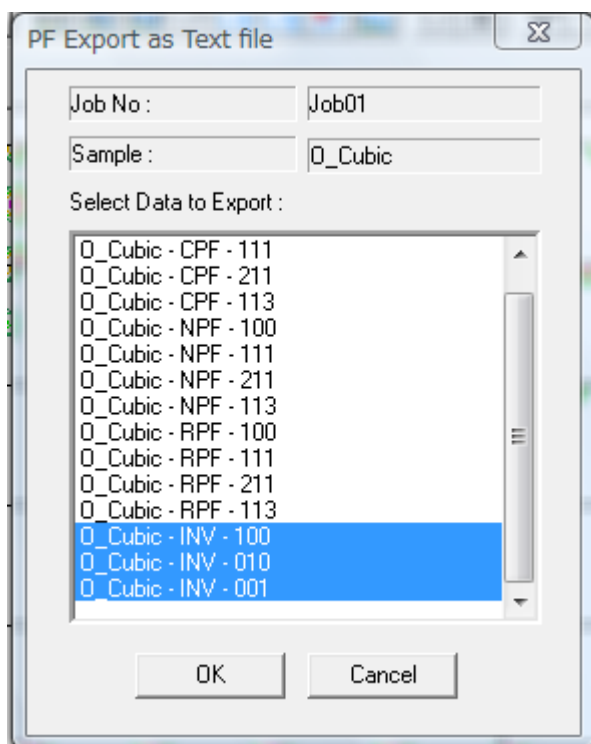 PF Export as Text file
Job No :
Job01
Sample :
O_Cubic
Select Data to Export :
O_Cubic - CPF - 111
O_Cubic - CPF - 211
O_Cubic - CPF - 113
O_Cubic - NPF - 100
O_Cubic - NPF - 111
O_Cubic - NPF - 211
O_Cubic - NPF - 113
O_Cubic - RPF - 100
O_Cubic - RPF - 111
O_Cubic - RPF - 211
O_Cubic - RPF - 113
O_Cubic - INV - 100
O_Cubic - INV - 010
O_Cubic - INV - 001
OK
Cancel